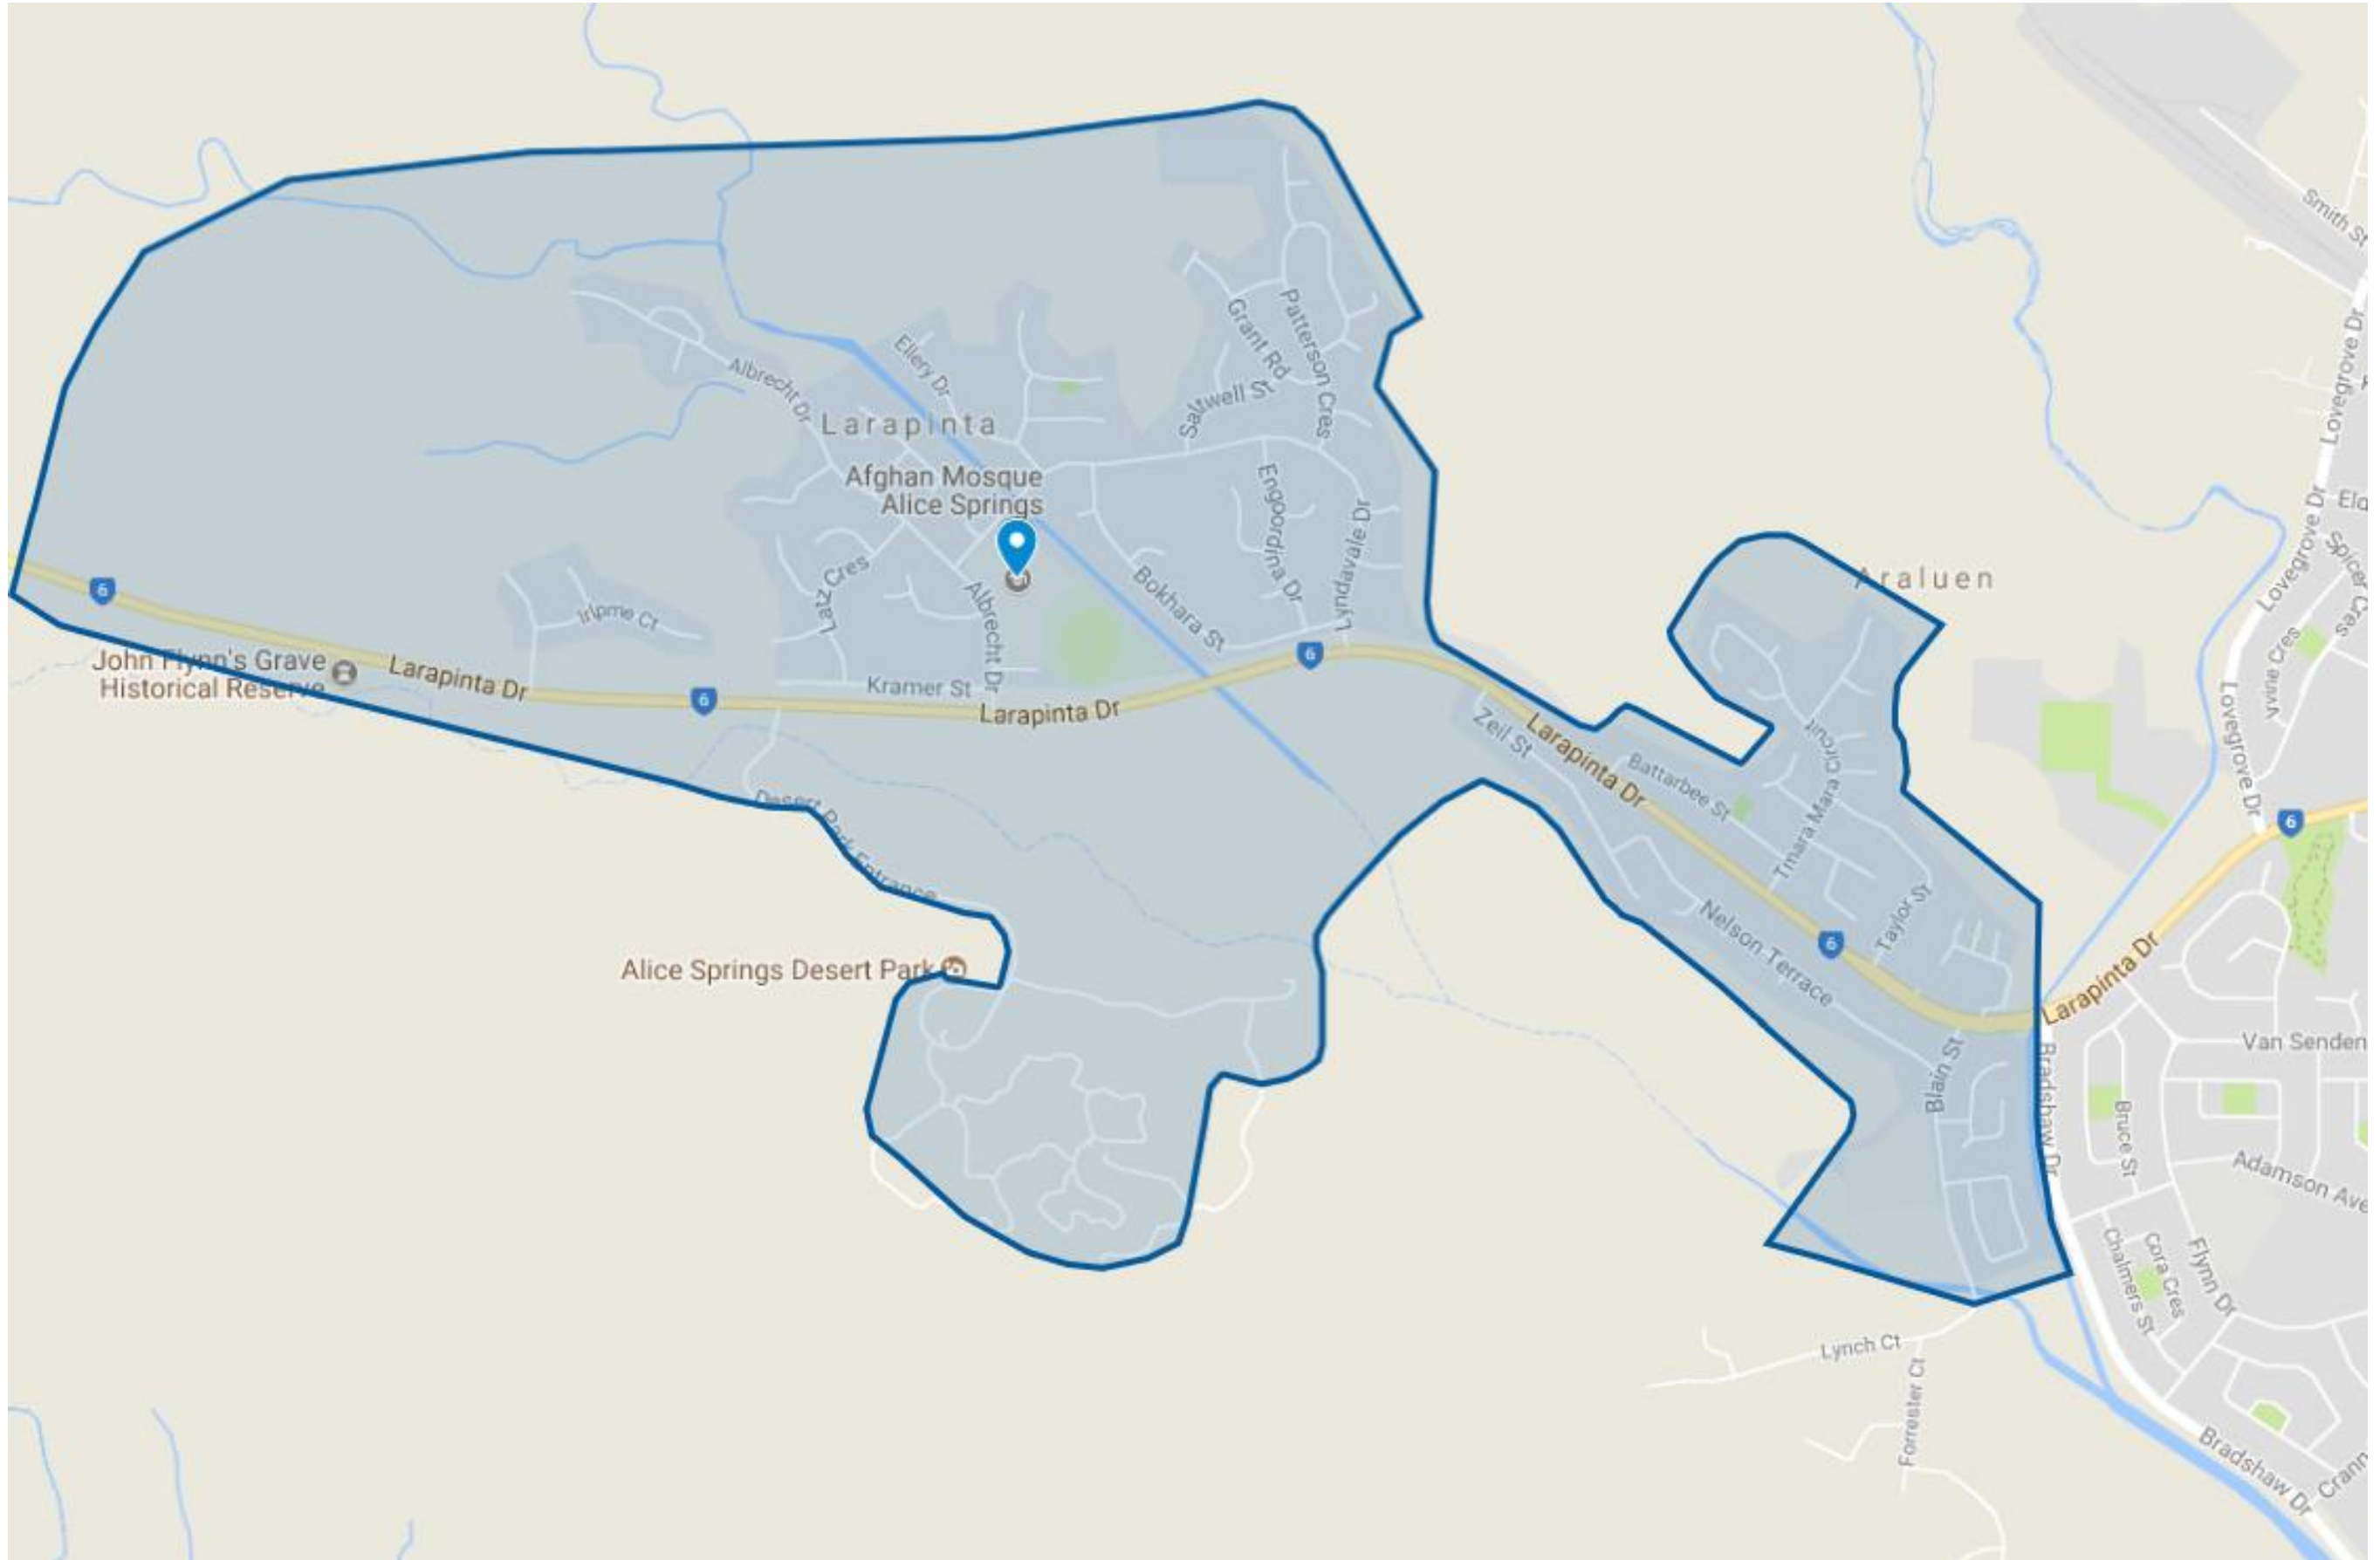 Smith St
Lovegrove Dr
Ellery Dr
Grant Rd
Patterson Cres
Albrecht Dr
Saltwell St
Larapinta
Afghan Mosque
Alice Springs
Engoordina Dr
Lyndavale Dr
Lovegrove Dr
Spicer Cres
Araluen
6
Latz Cres
Albrecht Dr
Bokhara St
Irlpme Ct
6
John Flynn's Grave
Historical Reserve
Larapinta Dr
6
Kramer St
Larapinta Dr
Zeil St
Larapinta Dr
Battarbee St
Tmara Mara Circuit
Lovegrove Dr
6
Desert Park Entrance
Taylor St
Nelson Terrace
6
Alice Springs Desert Park
Larapinta Dr
Van Senden
Blain St
Bradshaw Dr
Bruce St
Adamson Ave
Chalmers St
Cora Cres
Flynn Dr
Lynch Ct
Forrester Ct
Bradshaw Dr
Crann